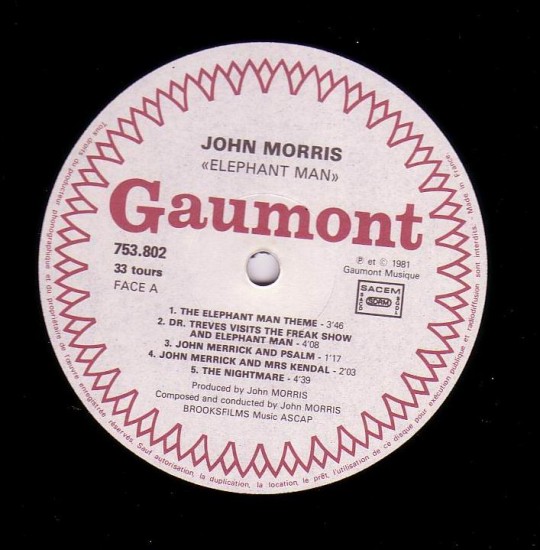 JOHN MORRIS
«ELEPHANT MAN»
Gaumont
753.802
33 tours
FACE A
℗ et © 1981
Gaumont Musique
SACEM
SACD
SDRM
SGDL
1. THE ELEPHANT MAN THEME - 3'46
2. DR. TREVES VISITS THE FREAK SHOW
AND ELEPHANT MAN - 4'08
3. JOHN MERRICK AND PSALM - 1'17
4. JOHN MERRICK AND MRS KENDAL - 2'03
5. THE NIGHTMARE - 4'39
Produced by John MORRIS
Composed and conducted by John MORRIS
BROOKSFILMS Music ASCAP
Tous droits du producteur phonographique et du propriétaire de l'œuvre enregistrée réservés. Sauf autorisation, la duplication, la location, le prêt, l'utilisation de ce disque pour exécution publique et radiodiffusion sont interdits. - Made in France.